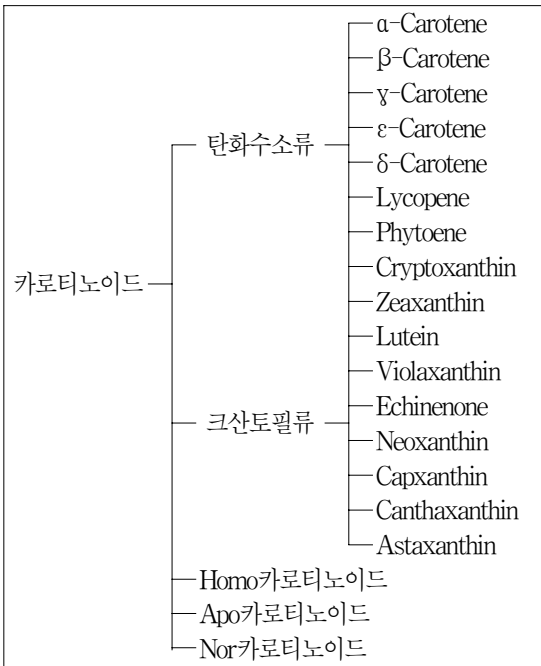 α-Carotene
β-Carotene
γ-Carotene
ε-Carotene
탄화수소류
δ-Carotene
Lycopene
Phytoene
Cryptoxanthin
카로티노이드
Zeaxanthin
Lutein
Violaxanthin
Echinenone
크산토필류
Neoxanthin
Capxanthin
Canthaxanthin
Astaxanthin
Homo카로티노이드
Apo카로티노이드
Nor카로티노이드